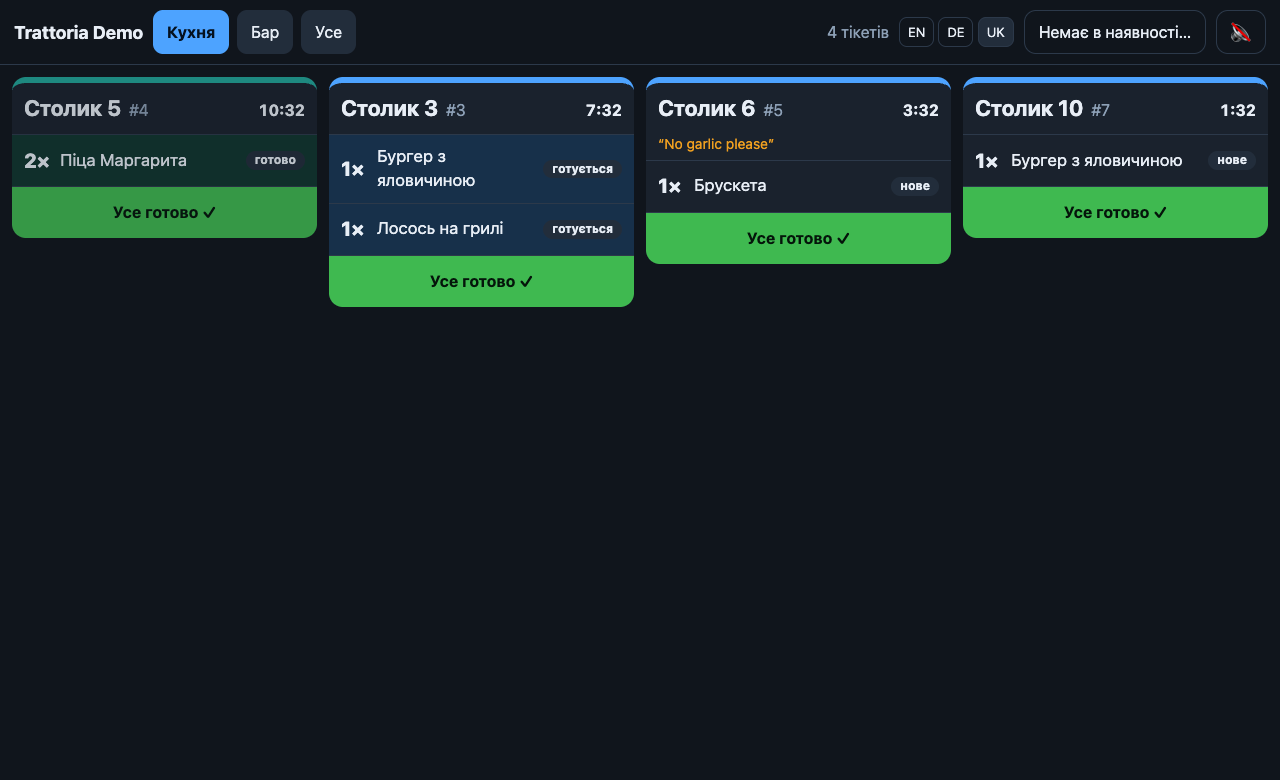 Trattoria Demo
Кухня
Бар
Усе
4 тікетів
EN
DE
UK
Немає в наявності...
Столик 5 #4 10:32
2× Піца Маргарита готово
Усе готово ✓
Столик 3 #3 7:32
1× Бургер з
яловичиною готується
1× Лосось на грилі готується
Усе готово ✓
Столик 6 #5 3:32
“No garlic please”
1× Брускета нове
Усе готово ✓
Столик 10 #7 1:32
1× Бургер з яловичиною нове
Усе готово ✓